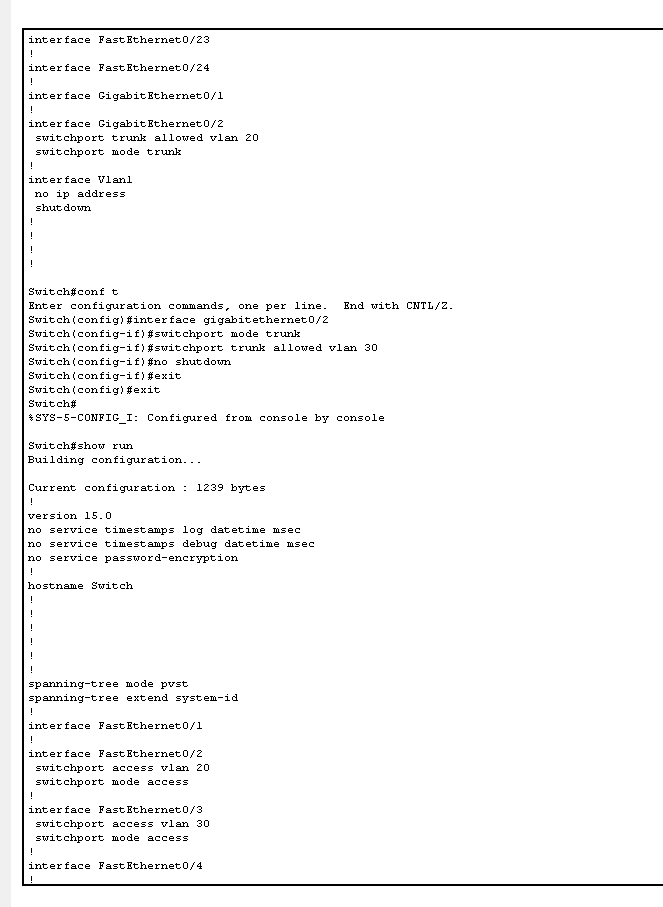 interface FastEthernet0/23
!
interface FastEthernet0/24
!
interface GigabitEthernet0/1
!
interface GigabitEthernet0/2
 switchport trunk allowed vlan 20
 switchport mode trunk
!
interface Vlan1
 no ip address
 shutdown
!
!
!
!
Switch#conf t
Enter configuration commands, one per line.  End with CNTL/Z.
Switch(config)#interface gigabitethernet0/2
Switch(config-if)#switchport mode trunk
Switch(config-if)#switchport trunk allowed vlan 30
Switch(config-if)#no shutdown
Switch(config-if)#exit
Switch(config)#exit
Switch#
%SYS-5-CONFIG_I: Configured from console by console
Switch#show run
Building configuration...
Current configuration : 1239 bytes
!
version 15.0
no service timestamps log datetime msec
no service timestamps debug datetime msec
no service password-encryption
!
hostname Switch
!
!
!
!
!
!
spanning-tree mode pvst
spanning-tree extend system-id
!
interface FastEthernet0/1
!
interface FastEthernet0/2
 switchport access vlan 20
 switchport mode access
!
interface FastEthernet0/3
 switchport access vlan 30
 switchport mode access
!
interface FastEthernet0/4
!